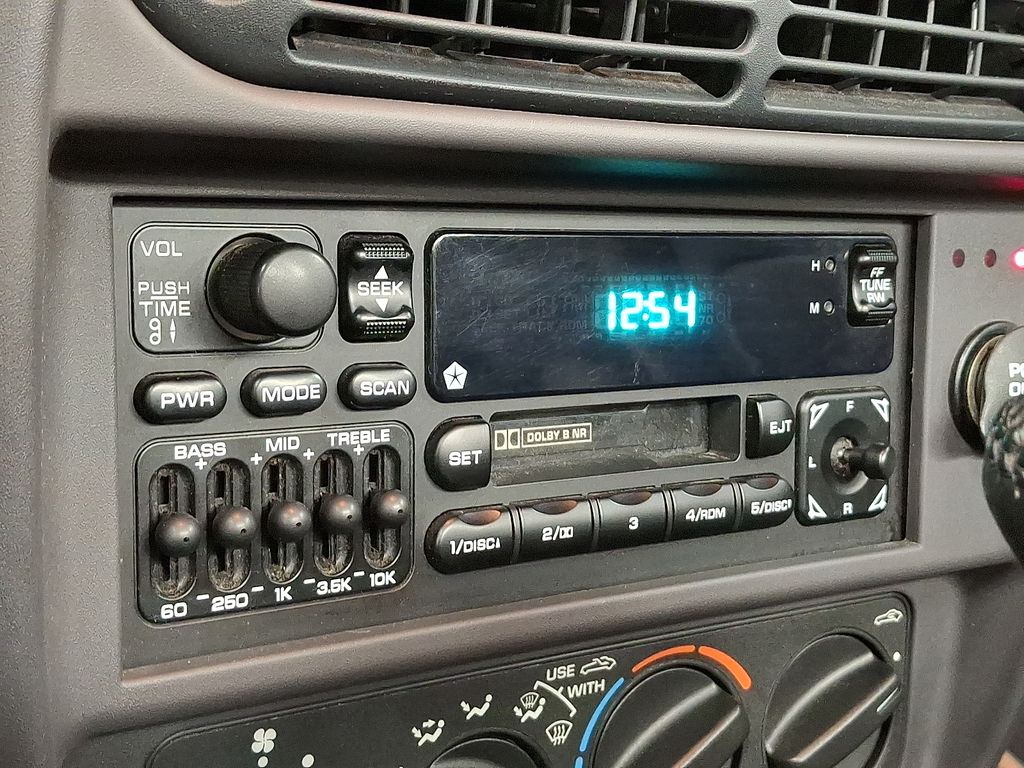 VOL
PUSH
TIME
SEEK
12:54
H
M
FF
TUNE
RW
PWR
MODE
SCAN
BASS
MID
TREBLE
+ + + +
- - - -
60
250
1K
3.5K
10K
SET
DOLBY B NR
EJT
1/DISC
2/
3
4/RDM
5/DISC
F
L
R
USE
WITH